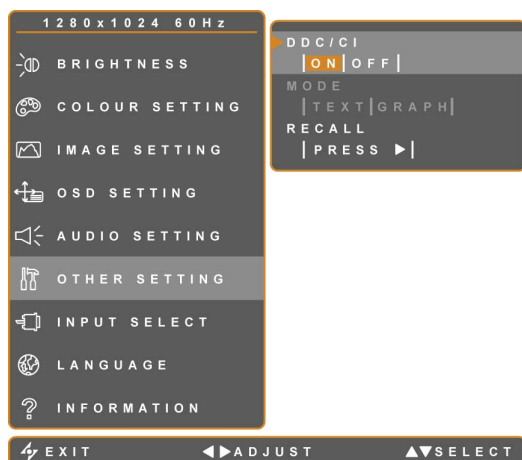 1280x1024 60Hz
BRIGHTNESS
COLOUR SETTING
IMAGE SETTING
OSD SETTING
AUDIO SETTING
OTHER SETTING
INPUT SELECT
LANGUAGE
INFORMATION
DDC/CI
ON OFF
MODE
TEXT GRAPH
RECALL
PRESS ▶
EXIT ◀▶ADJUST ▲▼SELECT